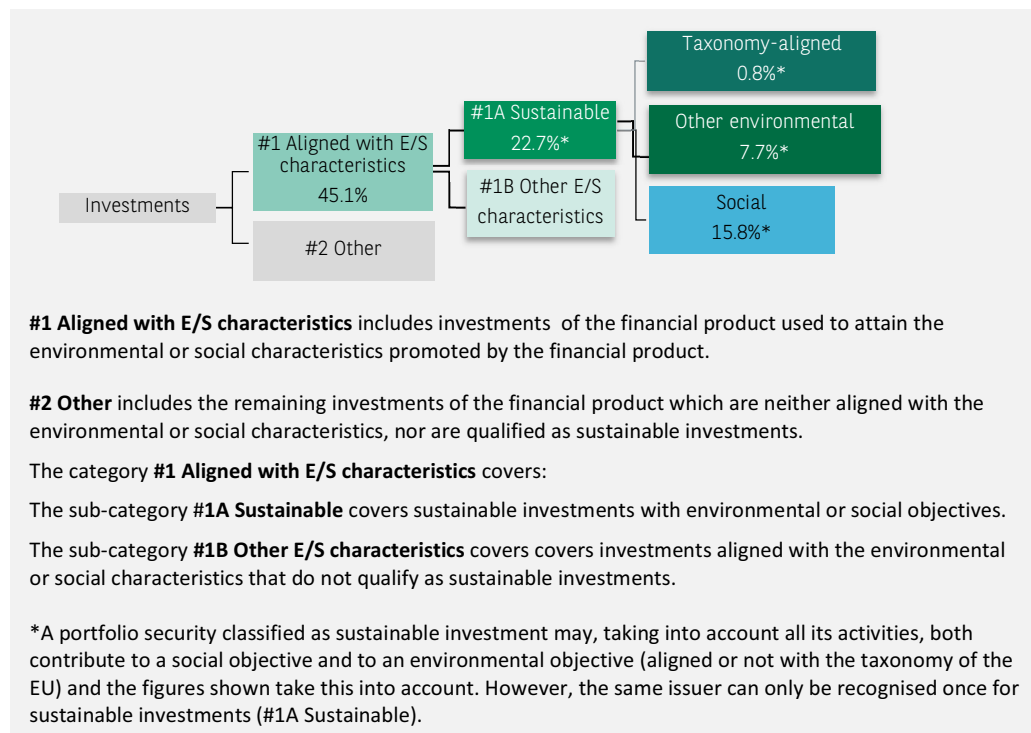 Taxonomy-aligned
0.8%*
#1A Sustainable
22.7%*
Other environmental
7.7%*
#1 Aligned with E/S
characteristics
45.1%
#1B Other E/S
characteristics
Investments
Social
15.8%*
#2 Other
#1 Aligned with E/S characteristics includes investments of the financial product used to attain the
environmental or social characteristics promoted by the financial product.
#2 Other includes the remaining investments of the financial product which are neither aligned with the
environmental or social characteristics, nor are qualified as sustainable investments.
The category #1 Aligned with E/S characteristics covers:
The sub-category #1A Sustainable covers sustainable investments with environmental or social objectives.
The sub-category #1B Other E/S characteristics covers covers investments aligned with the environmental
or social characteristics that do not qualify as sustainable investments.
*A portfolio security classified as sustainable investment may, taking into account all its activities, both
contribute to a social objective and to an environmental objective (aligned or not with the taxonomy of the
EU) and the figures shown take this into account. However, the same issuer can only be recognised once for
sustainable investments (#1A Sustainable).